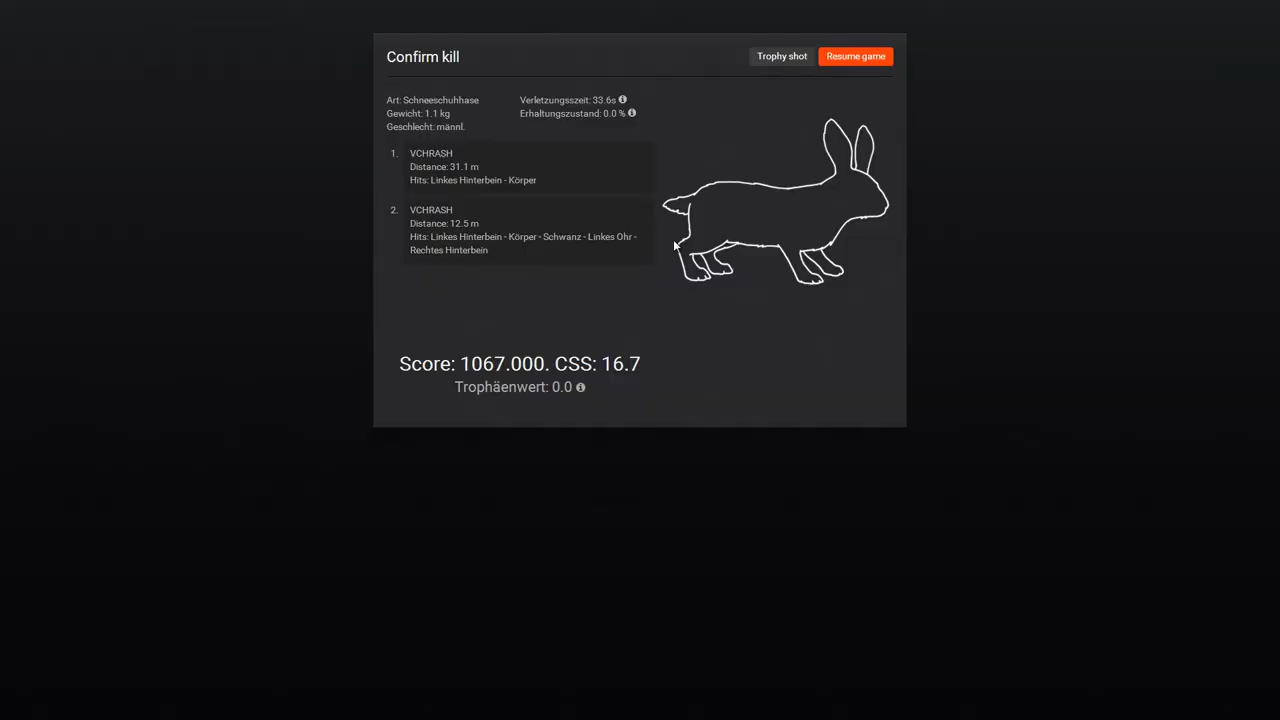 Confirm kill
Trophy shot
Resume game
Art: Schneeschuhhase
Gewicht: 1.1 kg
Geschlecht: männl.
Verletzungsszeit: 33.6s
Erhaltungszustand: 0.0 %
1. VCHRASH
Distance: 31.1 m
Hits: Linkes Hinterbein - Körper
2. VCHRASH
Distance: 12.5 m
Hits: Linkes Hinterbein - Körper - Schwanz - Linkes Ohr -
Rechtes Hinterbein
Score: 1067.000. CSS: 16.7
Trophäenwert: 0.0